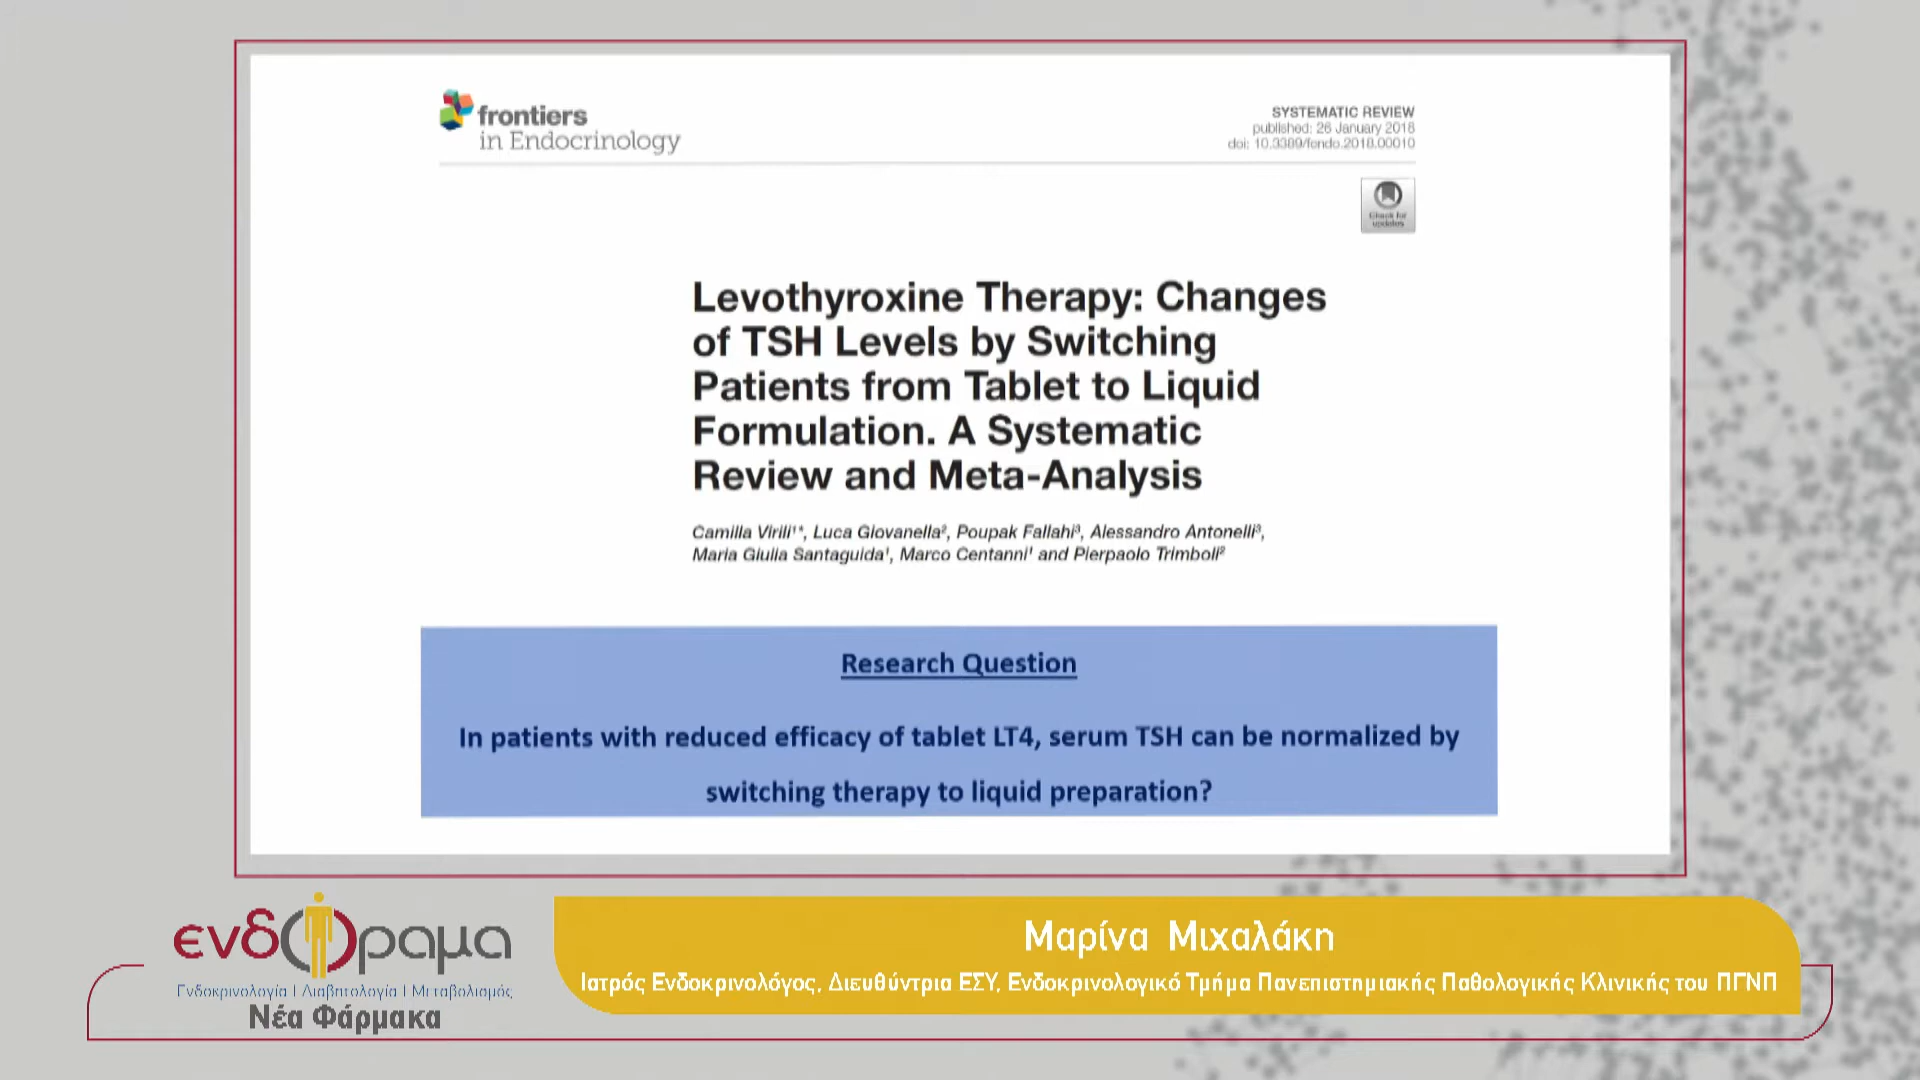 frontiers
in Endocrinology
SYSTEMATIC REVIEW
published: 26 January 2018
doi: 10.3389/fendo.2018.00010
Check for
updates
Levothyroxine Therapy: Changes
of TSH Levels by Switching
Patients from Tablet to Liquid
Formulation. A Systematic
Review and Meta-Analysis
Camilla Virili¹*, Luca Giovanella², Poupak Fallahi³, Alessandro Antonelli³,
Maria Giulia Santaguida¹, Marco Centanni¹ and Pierpaolo Trimboli²
Research Question
In patients with reduced efficacy of tablet LT4, serum TSH can be normalized by
switching therapy to liquid preparation?
ενδΟραμα
Ενδοκρινολογία | Διαβητολογία | Μεταβολισμός
Νέα Φάρμακα
Μαρίνα Μιχαλάκη
Ιατρός Ενδοκρινολόγος, Διευθύντρια ΕΣΥ, Ενδοκρινολογικό Τμήμα Πανεπιστημιακής Παθολογικής Κλινικής του ΠΓΝΠ